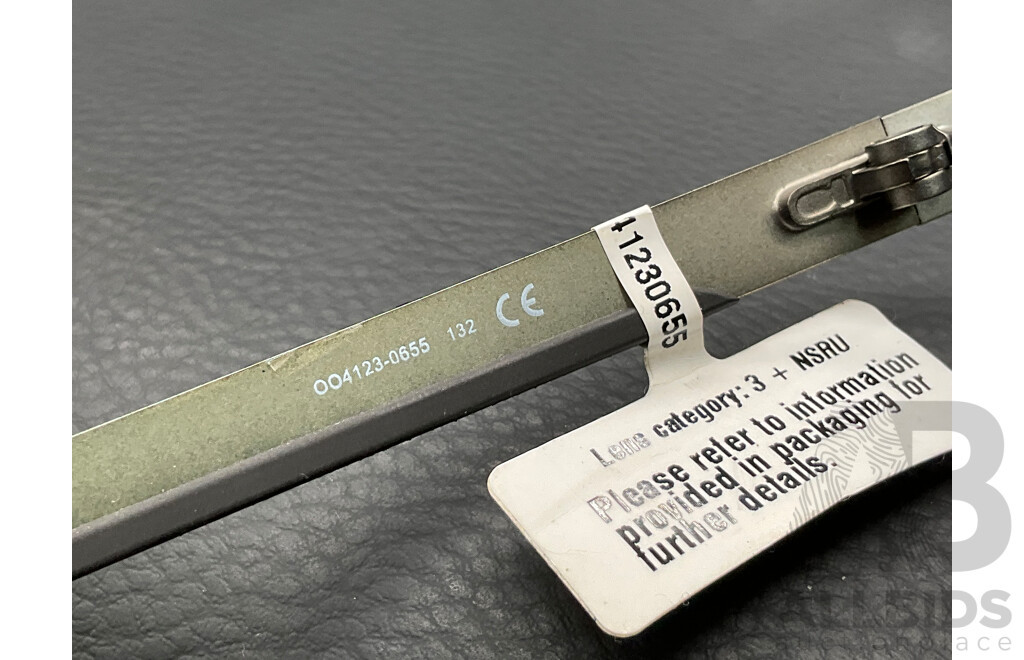 OO4123-0655 132 CE
41230655
Lens category: 3 + NSRU
Please refer to information
provided in packaging for
further details.
ALLBIDS